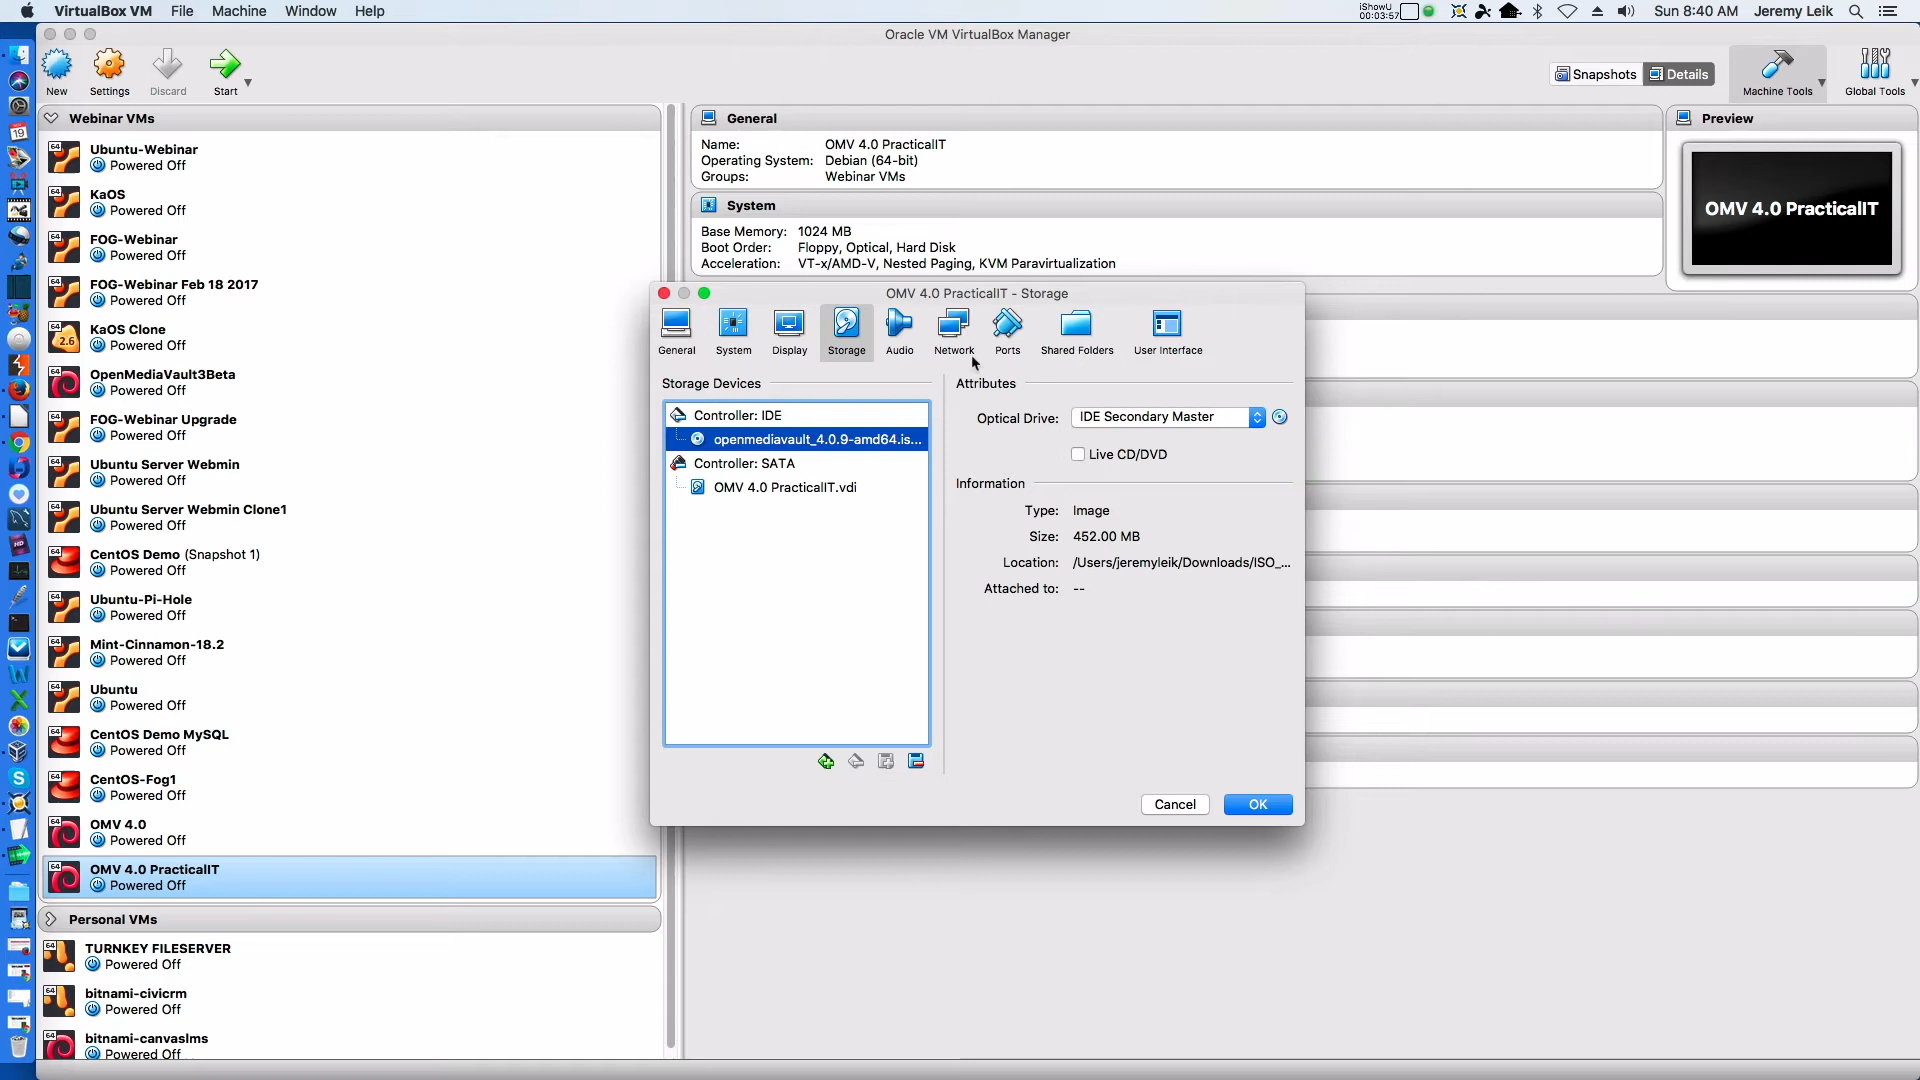 VirtualBox VM File Machine Window Help
iShowU
00:03:57
Sun 8:40 AM Jeremy Leik
Oracle VM VirtualBox Manager
New Settings Discard Start
Snapshots Details
Machine Tools Global Tools
Webinar VMs
Ubuntu-Webinar
Powered Off
KaOS
Powered Off
FOG-Webinar
Powered Off
FOG-Webinar Feb 18 2017
Powered Off
KaOS Clone
Powered Off
OpenMediaVault3Beta
Powered Off
FOG-Webinar Upgrade
Powered Off
Ubuntu Server Webmin
Powered Off
Ubuntu Server Webmin Clone1
Powered Off
CentOS Demo (Snapshot 1)
Powered Off
Ubuntu-Pi-Hole
Powered Off
Mint-Cinnamon-18.2
Powered Off
Ubuntu
Powered Off
CentOS Demo MySQL
Powered Off
CentOS-Fog1
Powered Off
OMV 4.0
Powered Off
OMV 4.0 PracticalIT
Powered Off
Personal VMs
TURNKEY FILESERVER
Powered Off
bitnami-civicrm
Powered Off
bitnami-canvaslms
Powered Off
General
Name: OMV 4.0 PracticalIT
Operating System: Debian (64-bit)
Groups: Webinar VMs
System
Base Memory: 1024 MB
Boot Order: Floppy, Optical, Hard Disk
Acceleration: VT-x/AMD-V, Nested Paging, KVM Paravirtualization
Preview
OMV 4.0 PracticalIT
OMV 4.0 PracticalIT - Storage
General System Display Storage Audio Network Ports Shared Folders User Interface
Storage Devices
Controller: IDE
openmediavault_4.0.9-amd64.is...
Controller: SATA
OMV 4.0 PracticalIT.vdi
Attributes
Optical Drive: IDE Secondary Master
Live CD/DVD
Information
Type: Image
Size: 452.00 MB
Location: /Users/jeremyleik/Downloads/ISO_...
Attached to: --
Cancel OK